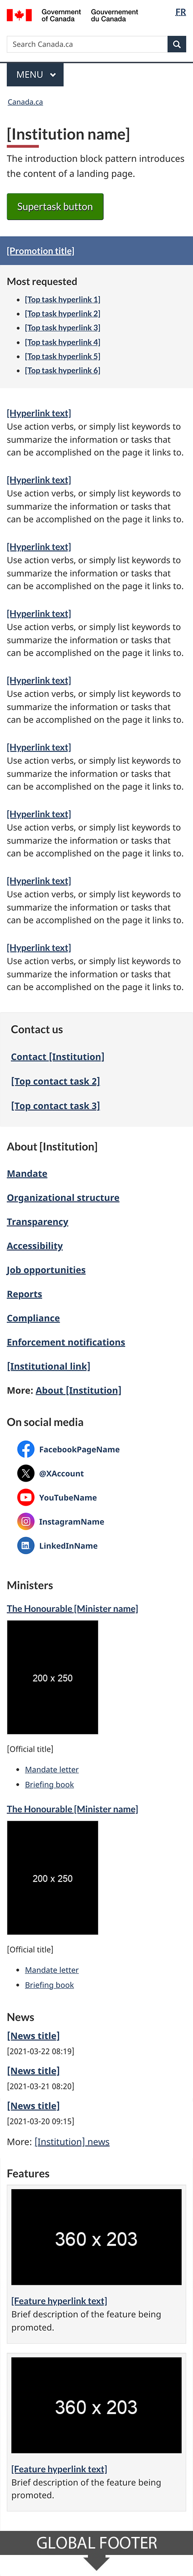 Government of Canada
Gouvernement du Canada
FR
Search Canada.ca
MENU
Canada.ca
[Institution name]
The introduction block pattern introduces
the content of a landing page.
Supertask button
[Promotion title]
Most requested
[Top task hyperlink 1]
[Top task hyperlink 2]
[Top task hyperlink 3]
[Top task hyperlink 4]
[Top task hyperlink 5]
[Top task hyperlink 6]
[Hyperlink text]
Use action verbs, or simply list keywords to
summarize the information or tasks that
can be accomplished on the page it links to.
[Hyperlink text]
Use action verbs, or simply list keywords to
summarize the information or tasks that
can be accomplished on the page it links to.
[Hyperlink text]
Use action verbs, or simply list keywords to
summarize the information or tasks that
can be accomplished on the page it links to.
[Hyperlink text]
Use action verbs, or simply list keywords to
summarize the information or tasks that
can be accomplished on the page it links to.
[Hyperlink text]
Use action verbs, or simply list keywords to
summarize the information or tasks that
can be accomplished on the page it links to.
[Hyperlink text]
Use action verbs, or simply list keywords to
summarize the information or tasks that
can be accomplished on the page it links to.
[Hyperlink text]
Use action verbs, or simply list keywords to
summarize the information or tasks that
can be accomplished on the page it links to.
[Hyperlink text]
Use action verbs, or simply list keywords to
summarize the information or tasks that
can be accomplished on the page it links to.
[Hyperlink text]
Use action verbs, or simply list keywords to
summarize the information or tasks that
can be accomplished on the page it links to.
Contact us
Contact [Institution]
[Top contact task 2]
[Top contact task 3]
About [Institution]
Mandate
Organizational structure
Transparency
Accessibility
Job opportunities
Reports
Compliance
Enforcement notifications
[Institutional link]
More: About [Institution]
On social media
FacebookPageName
@XAccount
YouTubeName
InstagramName
LinkedInName
Ministers
The Honourable [Minister name]
200 x 250
[Official title]
Mandate letter
Briefing book
The Honourable [Minister name]
200 x 250
[Official title]
Mandate letter
Briefing book
News
[News title]
[2021-03-22 08:19]
[News title]
[2021-03-21 08:20]
[News title]
[2021-03-20 09:15]
More: [Institution] news
Features
360 x 203
[Feature hyperlink text]
Brief description of the feature being
promoted.
360 x 203
[Feature hyperlink text]
Brief description of the feature being
promoted.
GLOBAL FOOTER